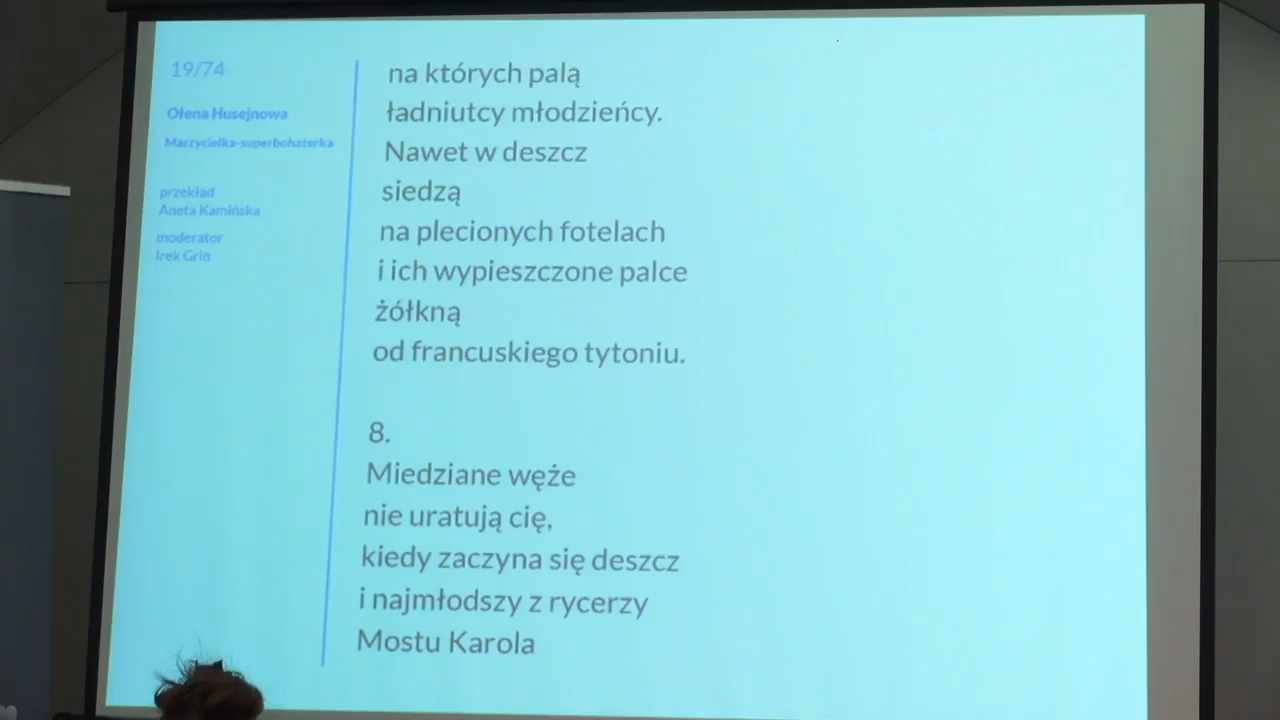 19/74
Ołena Husejnowa
Marzycielka-superbohaterka
przekład
Aneta Kamińska
moderator
Irek Grin
na których palą
ładniutcy młodzieńcy.
Nawet w deszcz
siedzą
na plecionych fotelach
i ich wypieszczone palce
żółkną
od francuskiego tytoniu.
8.
Miedziane węże
nie uratują cię,
kiedy zaczyna się deszcz
i najmłodszy z rycerzy
Mostu Karola